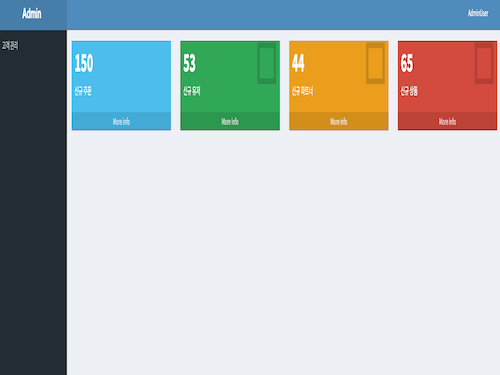 Admin
AdminUser
고객 관리
150
신규 주문
More info
53
신규 유저
More info
44
신규 파트너
More info
65
신규 상품
More info